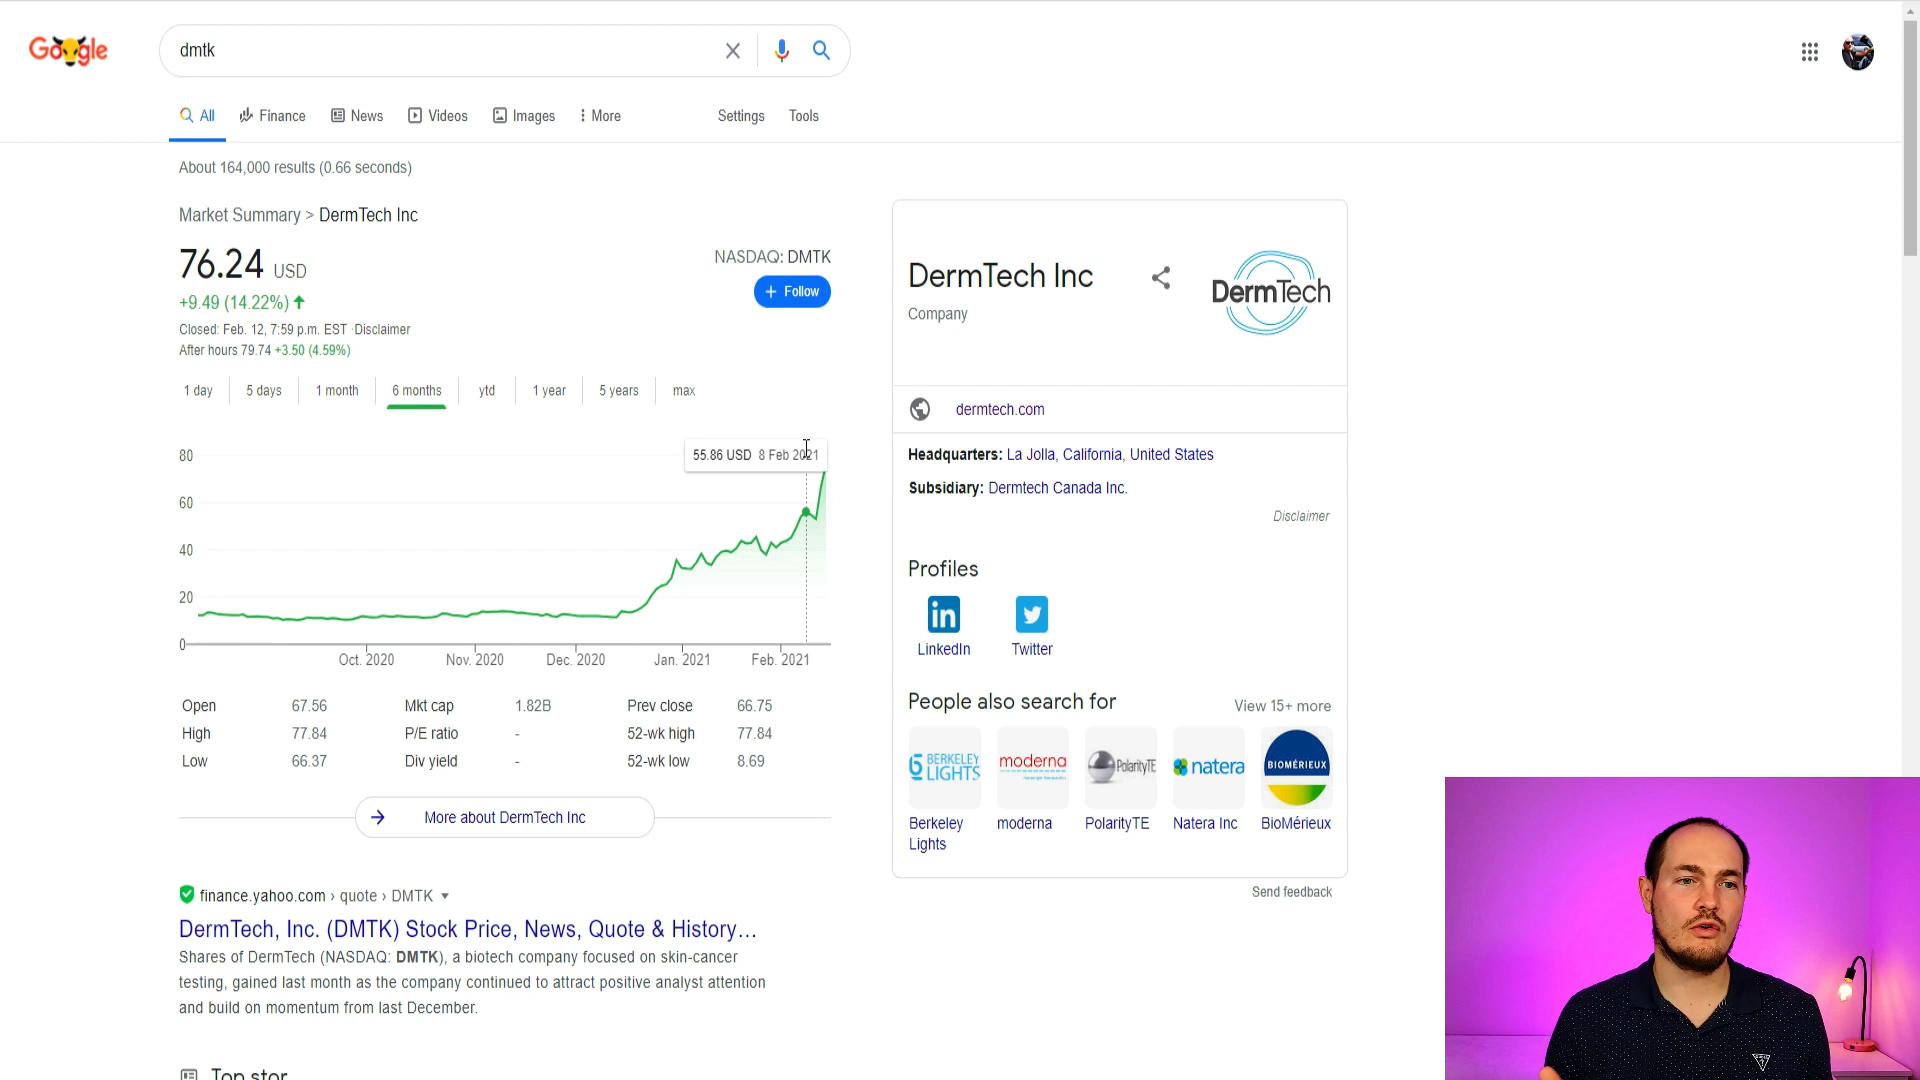 Google
dmtk
All
Finance
News
Videos
Images
More
Settings
Tools
About 164,000 results (0.66 seconds)
Market Summary > DermTech Inc
76.24 USD
NASDAQ: DMTK
+9.49 (14.22%)
+ Follow
Closed: Feb. 12, 7:59 p.m. EST · Disclaimer
After hours 79.74 +3.50 (4.59%)
1 day
5 days
1 month
6 months
ytd
1 year
5 years
max
55.86 USD 8 Feb 2021
80
60
40
20
0
Oct. 2020
Nov. 2020
Dec. 2020
Jan. 2021
Feb. 2021
Open 67.56 Mkt cap 1.82B Prev close 66.75
High 77.84 P/E ratio - 52-wk high 77.84
Low 66.37 Div yield - 52-wk low 8.69
More about DermTech Inc
finance.yahoo.com › quote › DMTK
DermTech, Inc. (DMTK) Stock Price, News, Quote & History...
Shares of DermTech (NASDAQ: DMTK), a biotech company focused on skin-cancer
testing, gained last month as the company continued to attract positive analyst attention
and build on momentum from last December.
DermTech Inc
Company
DermTech
dermtech.com
Headquarters: La Jolla, California, United States
Subsidiary: Dermtech Canada Inc.
Disclaimer
Profiles
in
LinkedIn
Twitter
People also search for
View 15+ more
BERKELEY
LIGHTS
moderna
PolarityTE
natera
BIOMÉRIEUX
Berkeley
Lights
moderna
PolarityTE
Natera Inc
BioMérieux
Send feedback